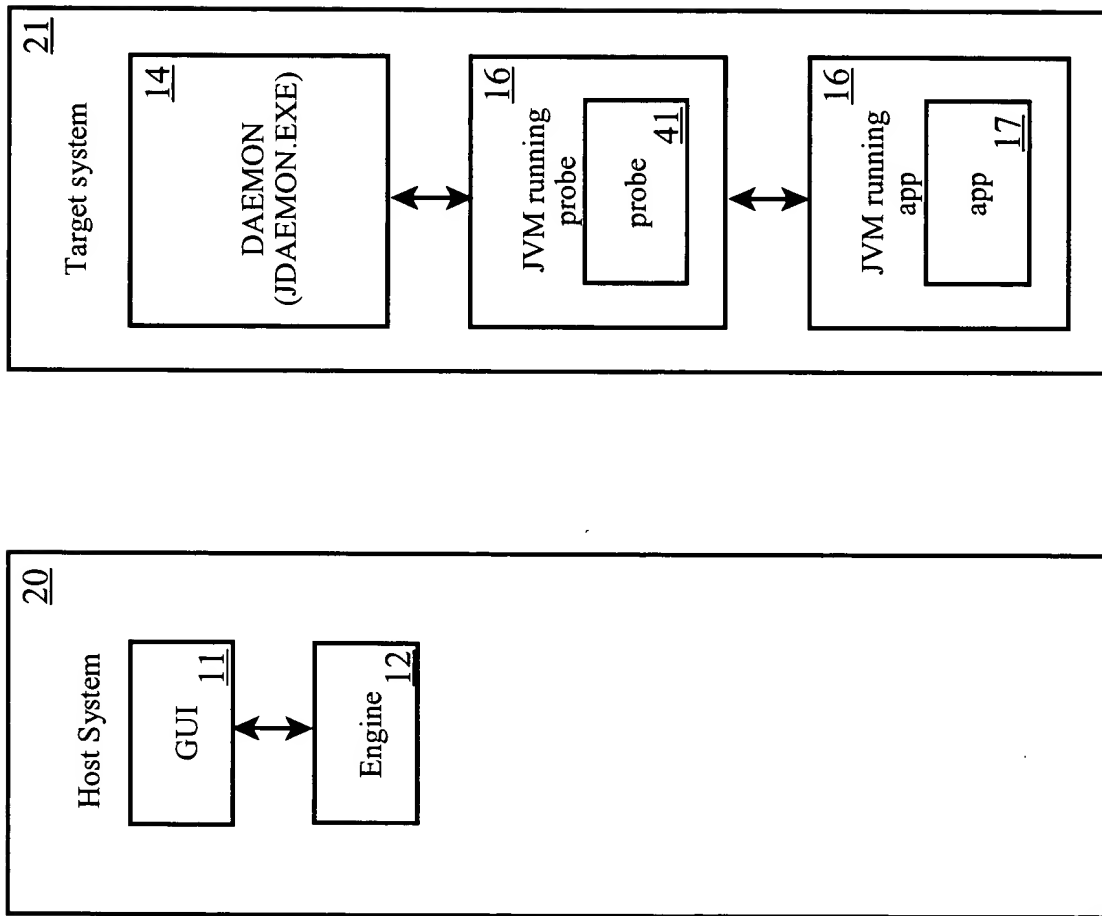 Host System
20
GUI
11
Engine
12
Target system
21
DAEMON
(JDAEMON.EXE)
14
JVM running
probe
16
probe
41
JVM running
app
16
app
17